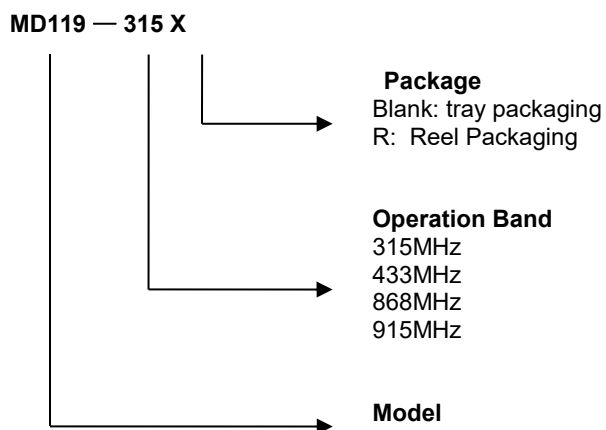 MD119 — 315 X
Package
Blank: tray packaging
R: Reel Packaging
Operation Band
315MHz
433MHz
868MHz
915MHz
Model